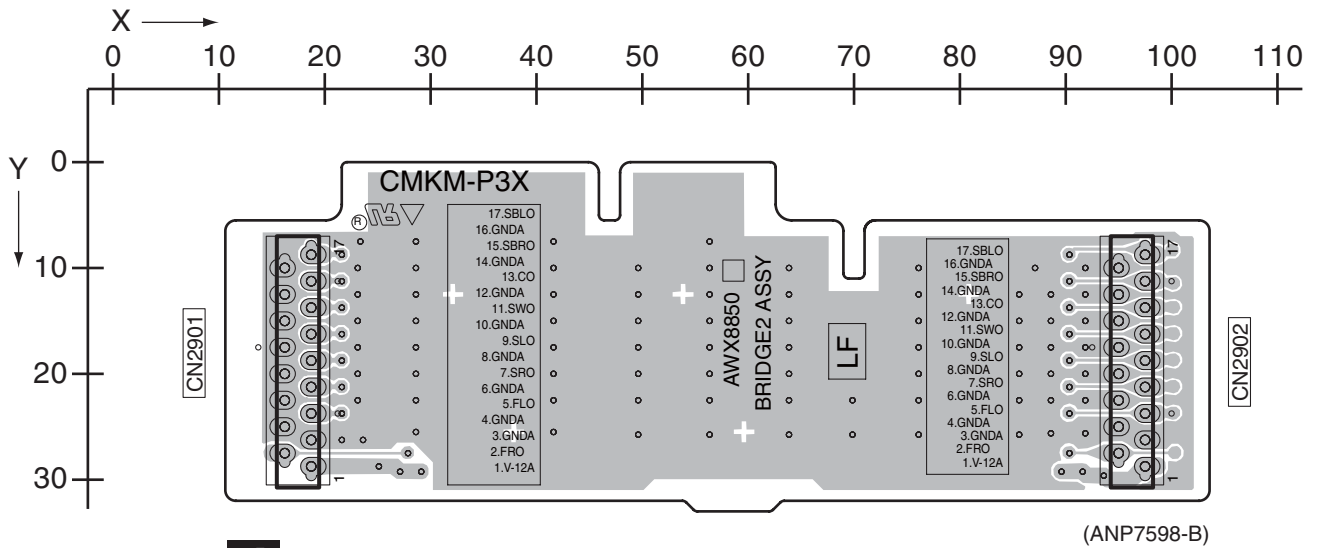 X
0 10 20 30 40 50 60 70 80 90 100 110
Y
0
10
20
30
CMKM-P3X
R
17.SBLO
16.GNDA
15.SBRO
14.GNDA
13.CO
12.GNDA
11.SWO
10.GNDA
9.SLO
8.GNDA
7.SRO
6.GNDA
5.FLO
4.GNDA
3.GNDA
2.FRO
1.V-12A
17
1
CN2901
AWX8850
BRIDGE2 ASSY
LF
17.SBLO
16.GNDA
15.SBRO
14.GNDA
13.CO
12.GNDA
11.SWO
10.GNDA
9.SLO
8.GNDA
7.SRO
6.GNDA
5.FLO
4.GNDA
3.GNDA
2.FRO
1.V-12A
17
1
CN2902
(ANP7598-B)